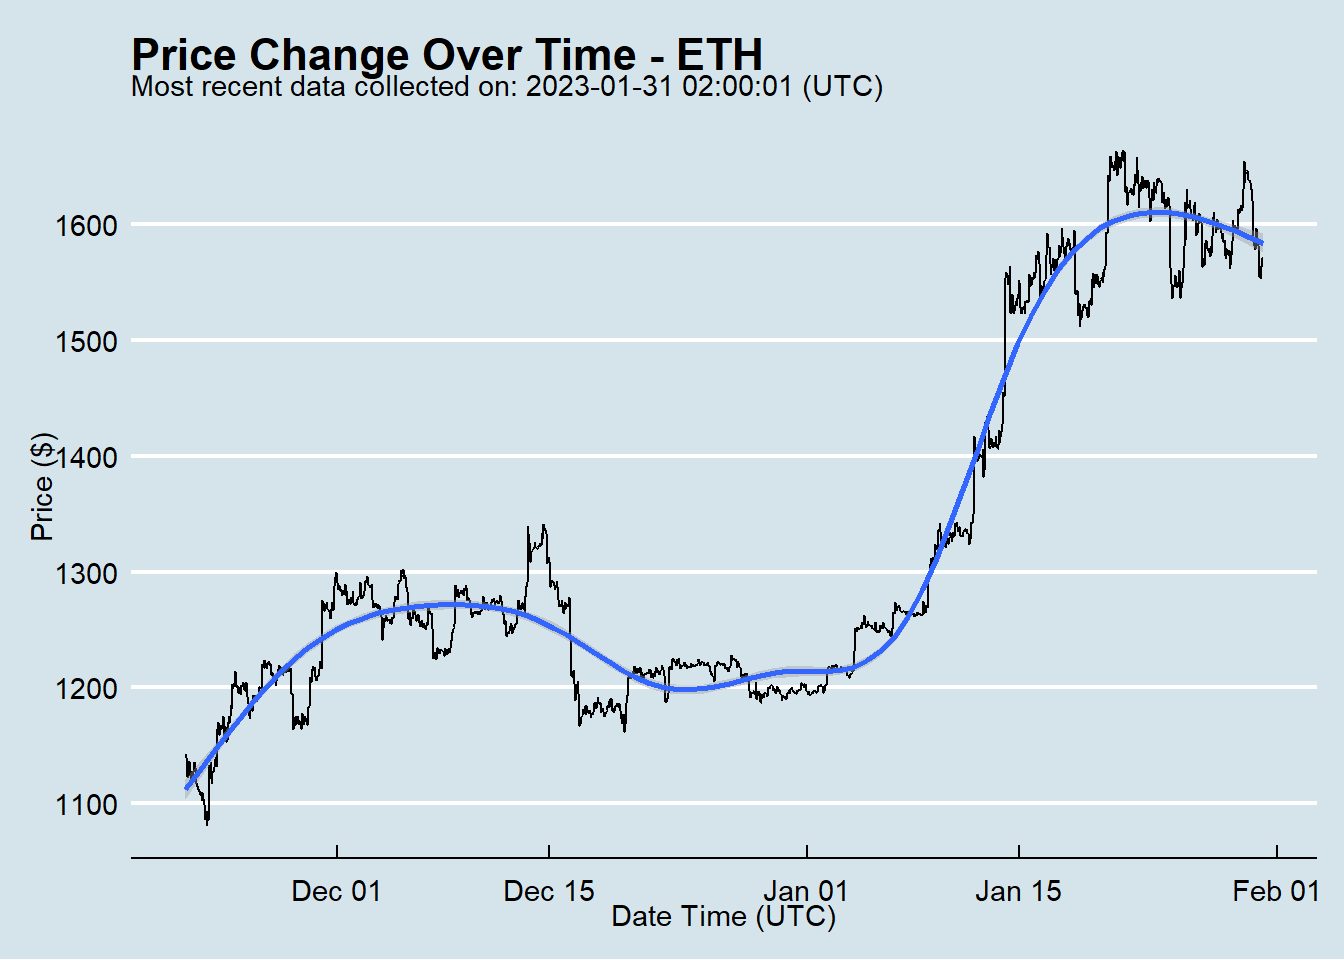 Price Change Over Time - ETH
Most recent data collected on: 2023-01-31 02:00:01 (UTC)
1600
1500
1400
1300
1200
1100
Price ($)
Dec 01 Dec 15 Jan 01 Jan 15 Feb 01
Date Time (UTC)